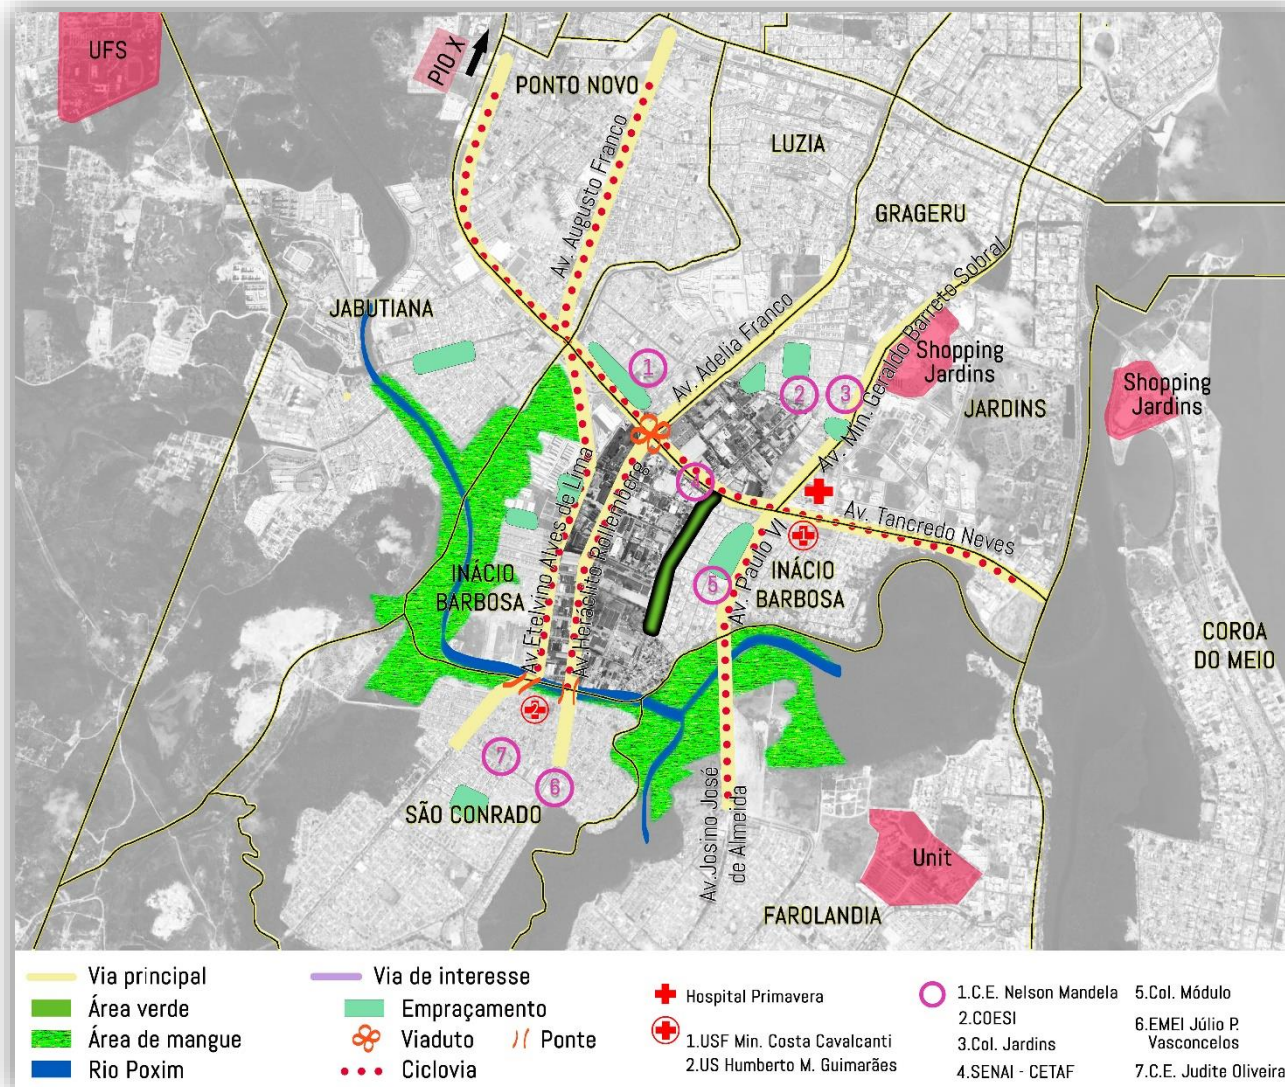 UFS
PIO X
PONTO NOVO
LUZIA
GRAGERU
Av. Augusto Franco
JABUTIANA
Av. Adelia Franco
Av. Min. Geraldo Barreto Sobral
Shopping
Jardins
Shopping
Jardins
JARDINS
1
2
3
4
Av. Tancredo Neves
1
Av. Etelvino Alves de Lima
Av. Heráclito Rollemberg
Av. Paulo VI
INÁCIO
BARBOSA
5
INÁCIO
BARBOSA
COROA
DO MEIO
2
7
6
SÃO CONRADO
Av.Josino José
de Almeida
Unit
FAROLANDIA
Via principal
Área verde
Área de mangue
Rio Poxim
Via de interesse
Empraçamento
Viaduto
Ponte
Ciclovia
Hospital Primavera
1.USF Min. Costa Cavalcanti
2.US Humberto M. Guimarães
1.C.E. Nelson Mandela
2.COESI
3.Col. Jardins
4.SENAI - CETAF
5.Col. Módulo
6.EMEI Júlio P.
Vasconcelos
7.C.E. Judite Oliveira